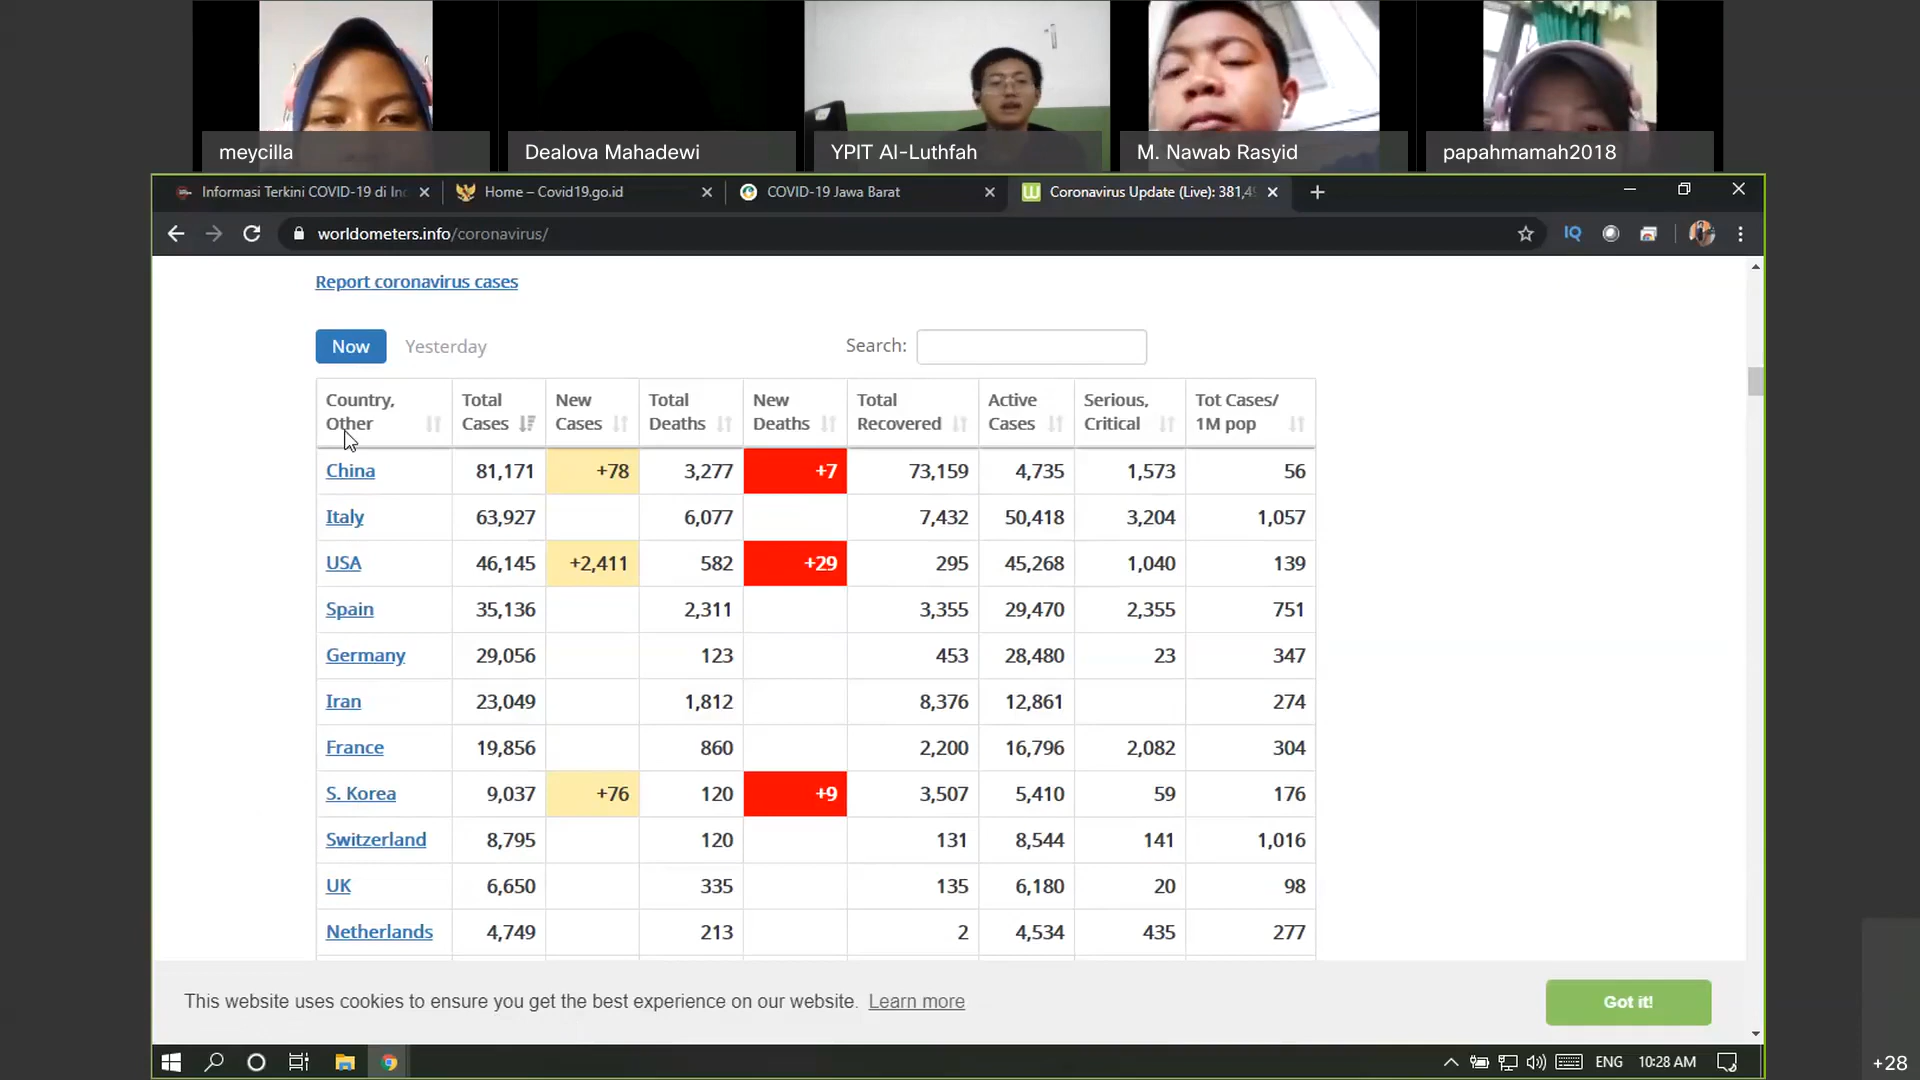 meycilla
Dealova Mahadewi
YPIT Al-Luthfah
M. Nawab Rasyid
papahmamah2018
Informasi Terkini COVID-19 di In
Home – Covid19.go.id
COVID-19 Jawa Barat
Coronavirus Update (Live): 381,4
worldometers.info/coronavirus/
IQ
Report coronavirus cases
Now Yesterday Search:
Country, Other Total Cases New Cases Total Deaths New Deaths Total Recovered Active Cases Serious, Critical Tot Cases/ 1M pop
China 81,171 +78 3,277 +7 73,159 4,735 1,573 56
Italy 63,927 6,077 7,432 50,418 3,204 1,057
USA 46,145 +2,411 582 +29 295 45,268 1,040 139
Spain 35,136 2,311 3,355 29,470 2,355 751
Germany 29,056 123 453 28,480 23 347
Iran 23,049 1,812 8,376 12,861 274
France 19,856 860 2,200 16,796 2,082 304
S. Korea 9,037 +76 120 +9 3,507 5,410 59 176
Switzerland 8,795 120 131 8,544 141 1,016
UK 6,650 335 135 6,180 20 98
Netherlands 4,749 213 2 4,534 435 277
This website uses cookies to ensure you get the best experience on our website. Learn more
Got it!
ENG 10:28 AM
+28